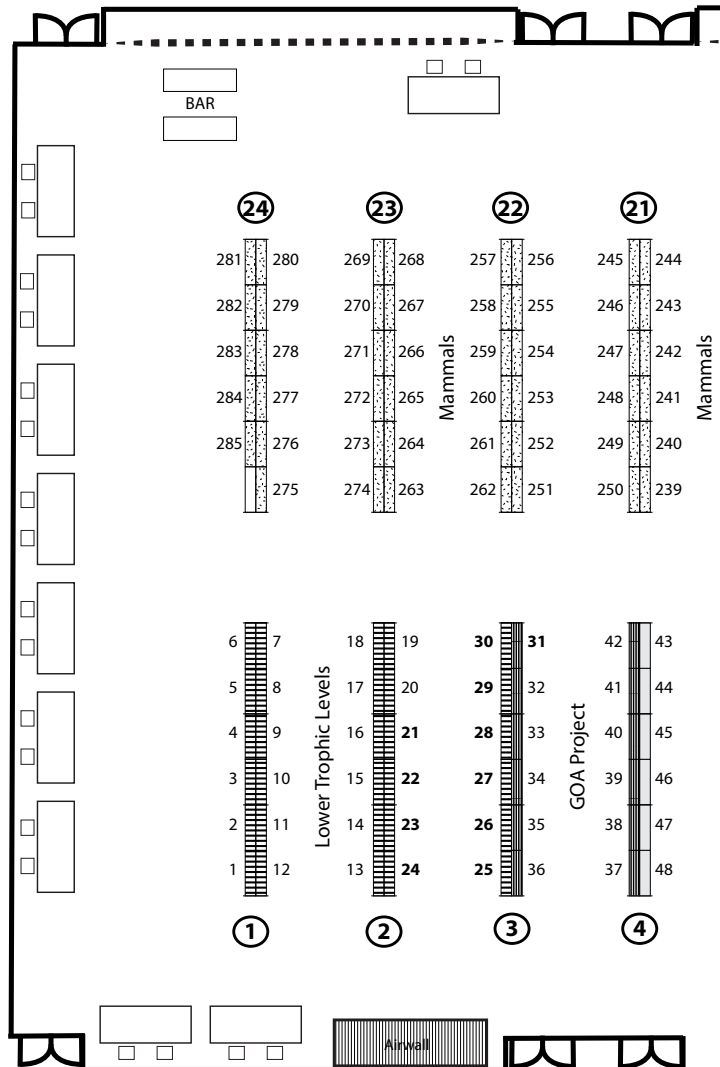 BAR
24 23 22 21
281 280 269 268 257 256 245 244
282 279 270 267 258 255 246 243
283 278 271 266 259 254 247 242
284 277 272 265 260 253 248 241
285 276 273 264 261 252 249 240
275 274 263 262 251 250 239
Mammals
Mammals
6 7 18 19 30 31 42 43
5 8 17 20 29 32 41 44
4 9 16 21 28 33 40 45
3 10 15 22 27 34 39 46
2 11 14 23 26 35 38 47
1 12 13 24 25 36 37 48
Lower Trophic Levels
GOA Project
1 2 3 4
Airwall